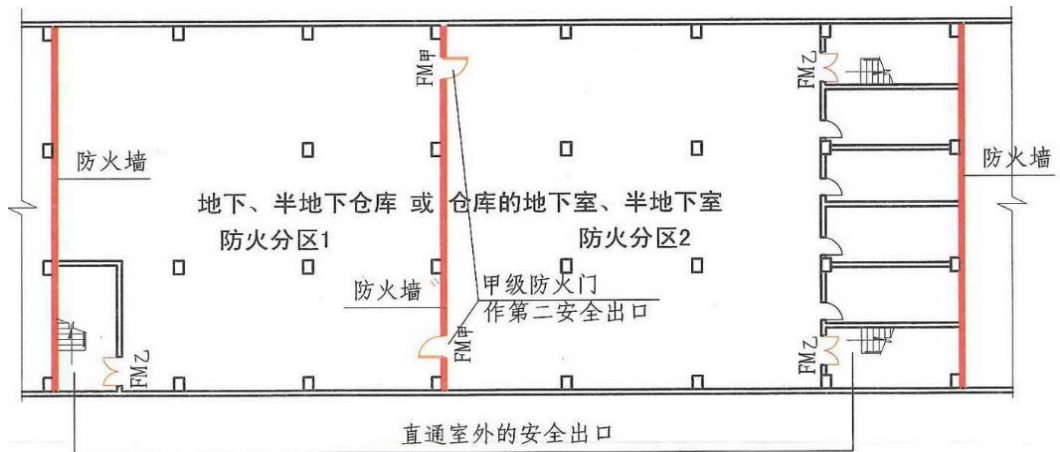 FM甲
FM乙
防火墙
防火墙
地下、半地下仓库 或 仓库的地下室、半地下室
防火分区1
防火分区2
防火墙
甲级防火门
作第二安全出口
FM甲
FM乙
FM乙
直通室外的安全出口